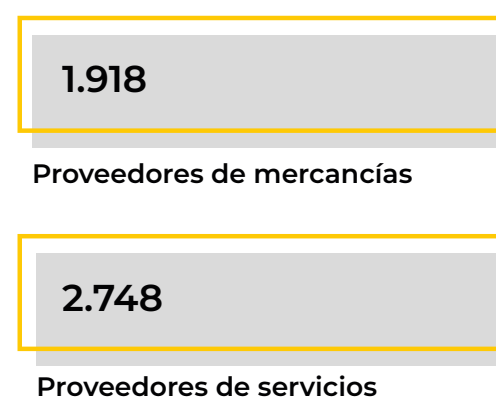 1.918
Proveedores de mercancías
2.748
Proveedores de servicios